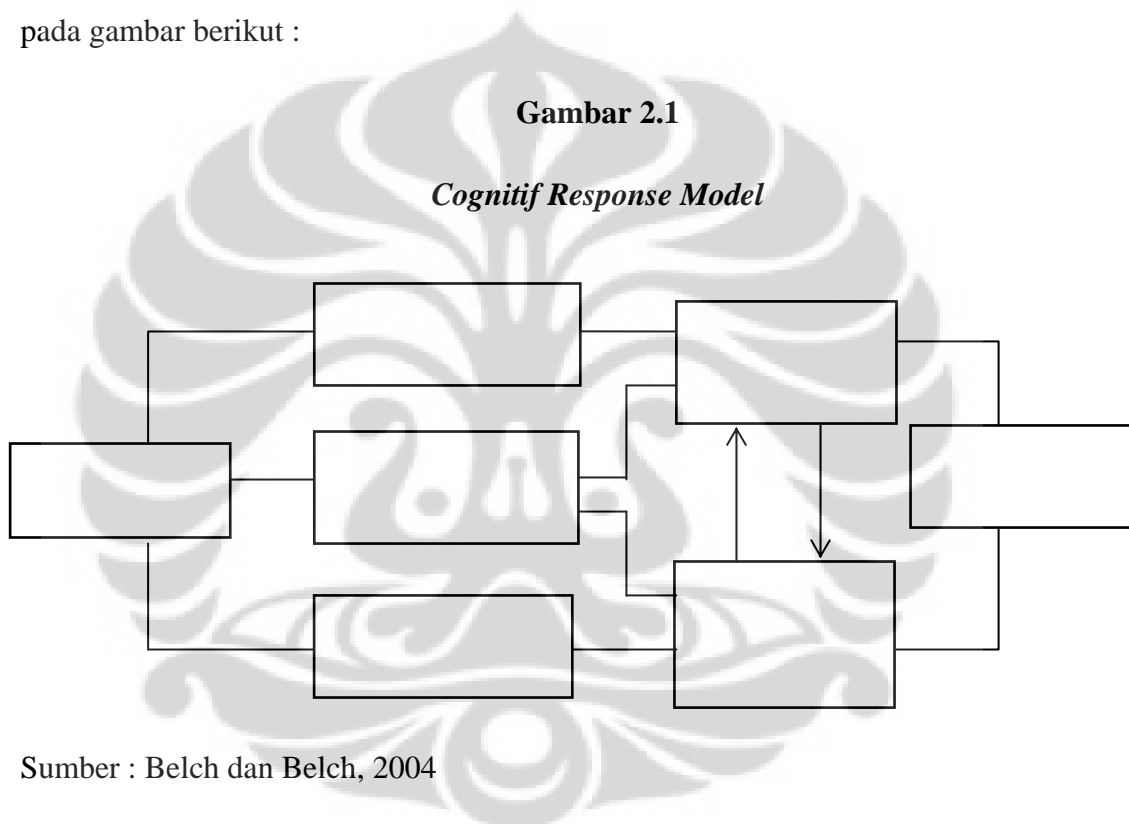 pada gambar berikut :
Gambar 2.1
Cognitif Response Model
Sumber : Belch dan Belch, 2004